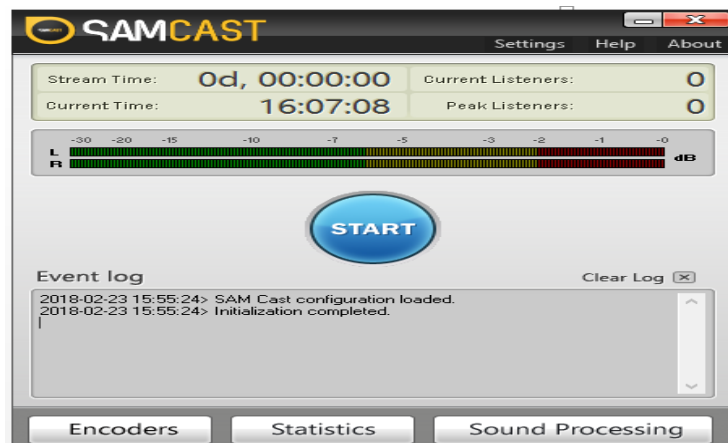 SAMCAST
Settings Help About
Stream Time: 0d, 00:00:00 Current Listeners: 0
Current Time: 16:07:08 Peak Listeners: 0
-30 -20 -15 -10 -7 -5 -3 -2 -1 -0
L
R
dB
START
Event log Clear Log
2018-02-23 15:55:24> SAM Cast configuration loaded.
2018-02-23 15:55:24> Initialization completed.
Encoders Statistics Sound Processing